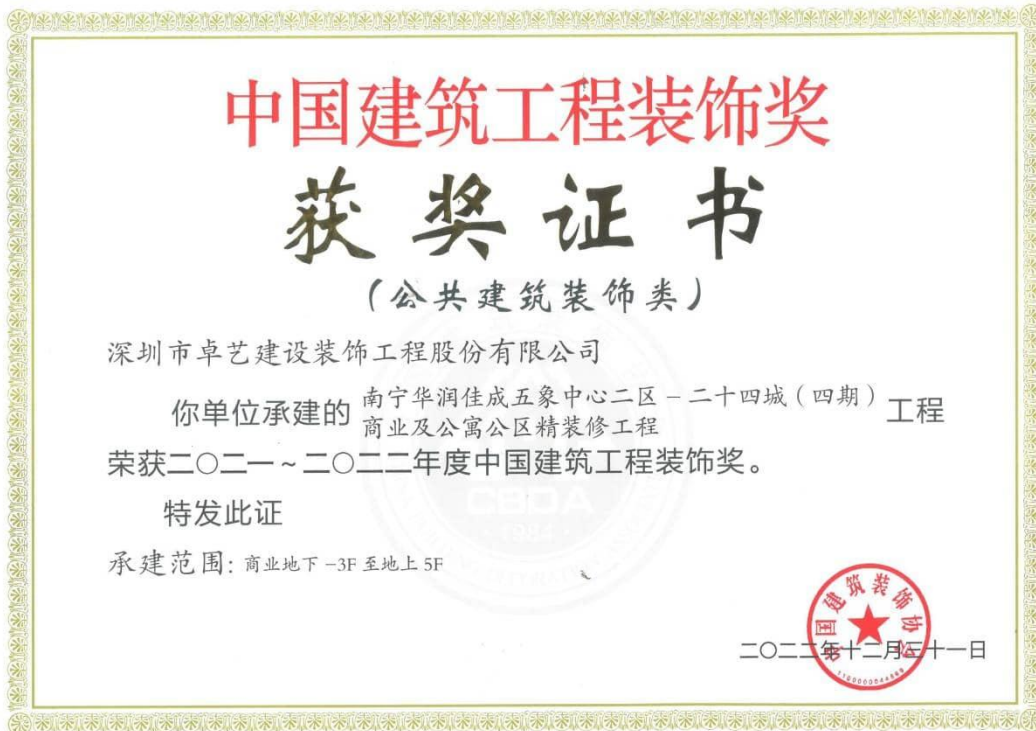 中国建筑工程装饰奖
获奖证书
（公共建筑装饰类）
深圳市卓艺建设装饰工程股份有限公司
你单位承建的 南宁华润佳成五象中心二区－二十四城（四期） 工程
商业及公寓公区精装修工程
荣获二〇二一～二〇二二年度中国建筑工程装饰奖。
CBDA
特发此证
承建范围: 商业地下 -3F 至地上 5F
中国建筑装饰协会
二〇二二年十二月三十一日